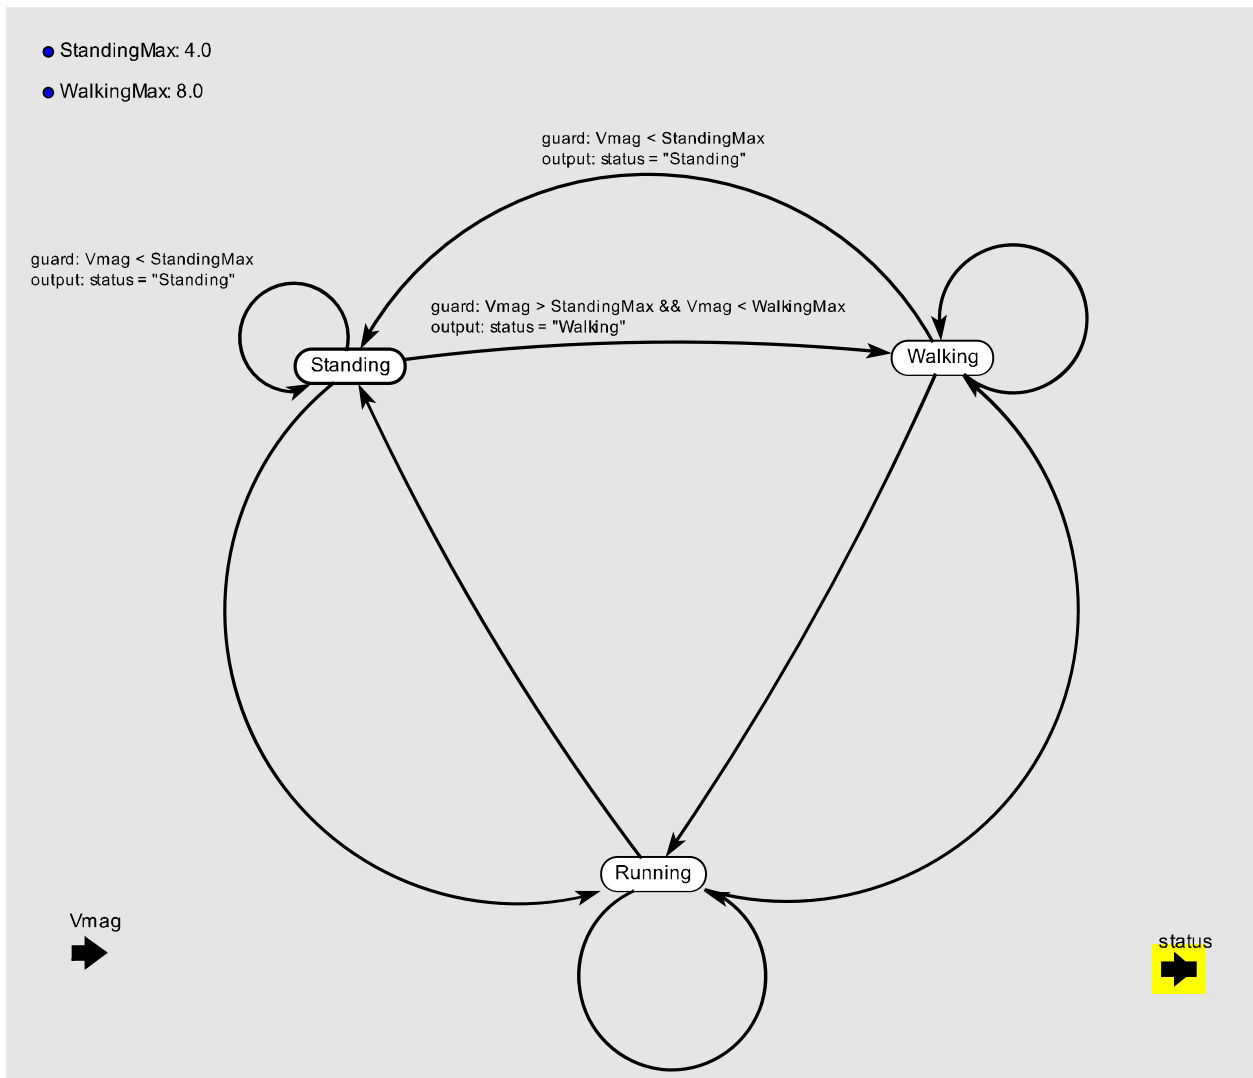 StandingMax: 4.0
WalkingMax: 8.0
guard: Vmag < StandingMax
output: status = "Standing"
guard: Vmag < StandingMax
output: status = "Standing"
guard: Vmag > StandingMax && Vmag < WalkingMax
output: status = "Walking"
Standing
Walking
Running
Vmag
status